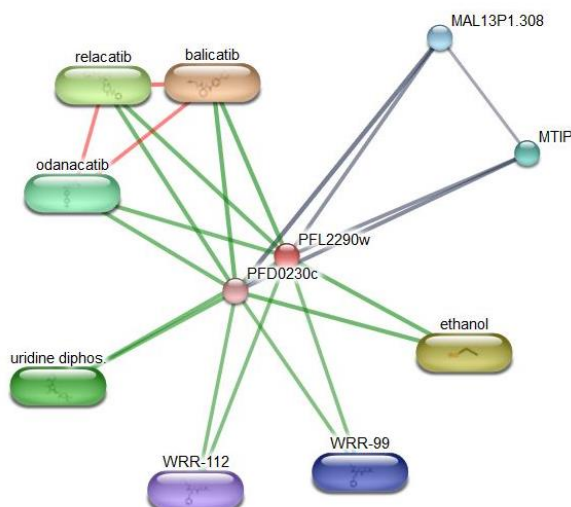 MAL13P1.308
relacatib
balicatib
MTIP
odanacatib
PFL2290w
PFD0230c
ethanol
uridine diphos.
WRR-99
WRR-112